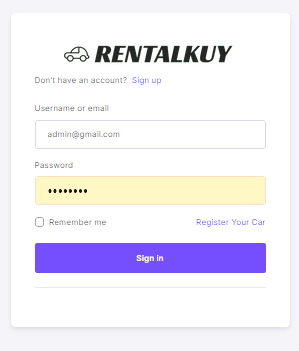 RENTALKUY
Don't have an account? Sign up
Username or email
admin@gmail.com
Password
••••••••
Remember me Register Your Car
Sign in